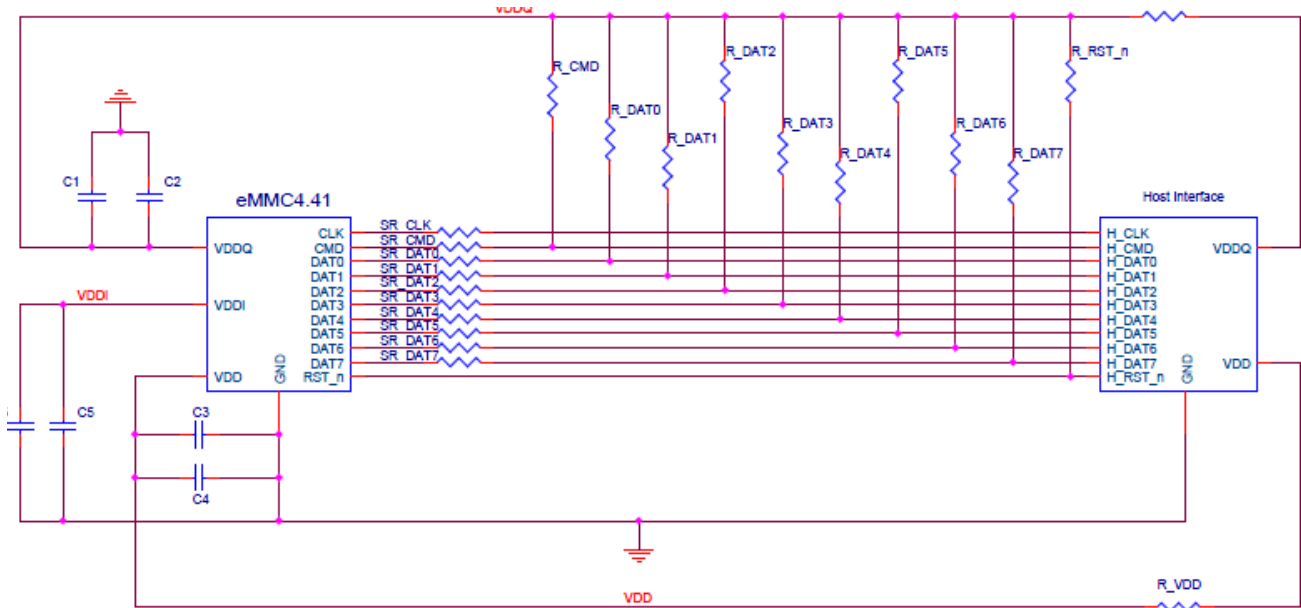 VDDQ
R_DAT2
R_DAT5
R_RST_n
R_CMD
R_DAT0
R_DAT3
R_DAT6
R_DAT1
R_DAT4
R_DAT7
C1
C2
eMMC4.41
Host Interface
SR_CLK
SR_CMD
SR_DAT0
SR_DAT1
SR_DAT2
SR_DAT3
SR_DAT4
SR_DAT5
SR_DAT6
SR_DAT7
VDDQ
VDDI
VDDI
VDD
GND
CLK
CMD
DAT0
DAT1
DAT2
DAT3
DAT4
DAT5
DAT6
DAT7
RST_n
H_CLK
H_CMD
H_DAT0
H_DAT1
H_DAT2
H_DAT3
H_DAT4
H_DAT5
H_DAT6
H_DAT7
H_RST_n
VDDQ
VDD
GND
C5
C3
C4
VDD
R_VDD